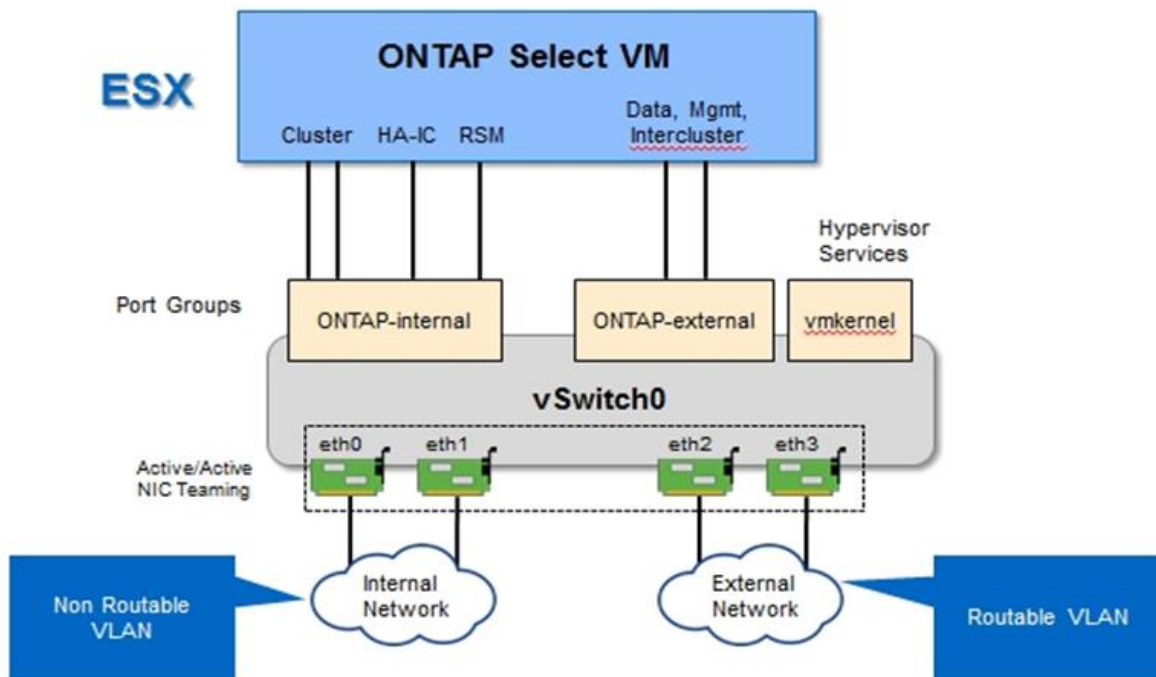 ONTAP Select VM
ESX
Data, Mgmt,
Cluster HA-IC RSM Intercluster
Hypervisor
Services
Port Groups
ONTAP-internal ONTAP-external vmkernel
vSwitch0
eth0 eth1 eth2 eth3
Active/Active
NIC Teaming
Internal
Network
External
Network
Non Routable
VLAN
Routable VLAN